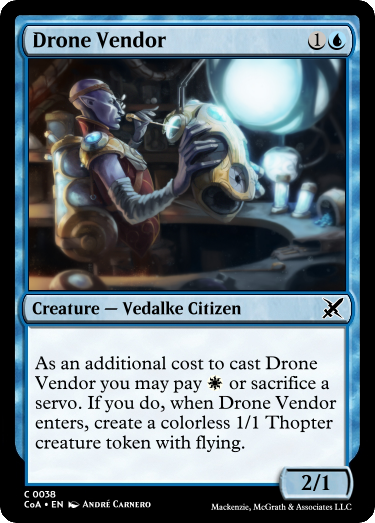 Drone Vendor 1
Creature — Vedalke Citizen
As an additional cost to cast Drone
Vendor you may pay or sacrifice a
servo. If you do, when Drone Vendor
enters, create a colorless 1/1 Thopter
creature token with flying.
2/1
C 0038
CoA • EN André Carnero
Mackenzie, McGrath & Associates LLC